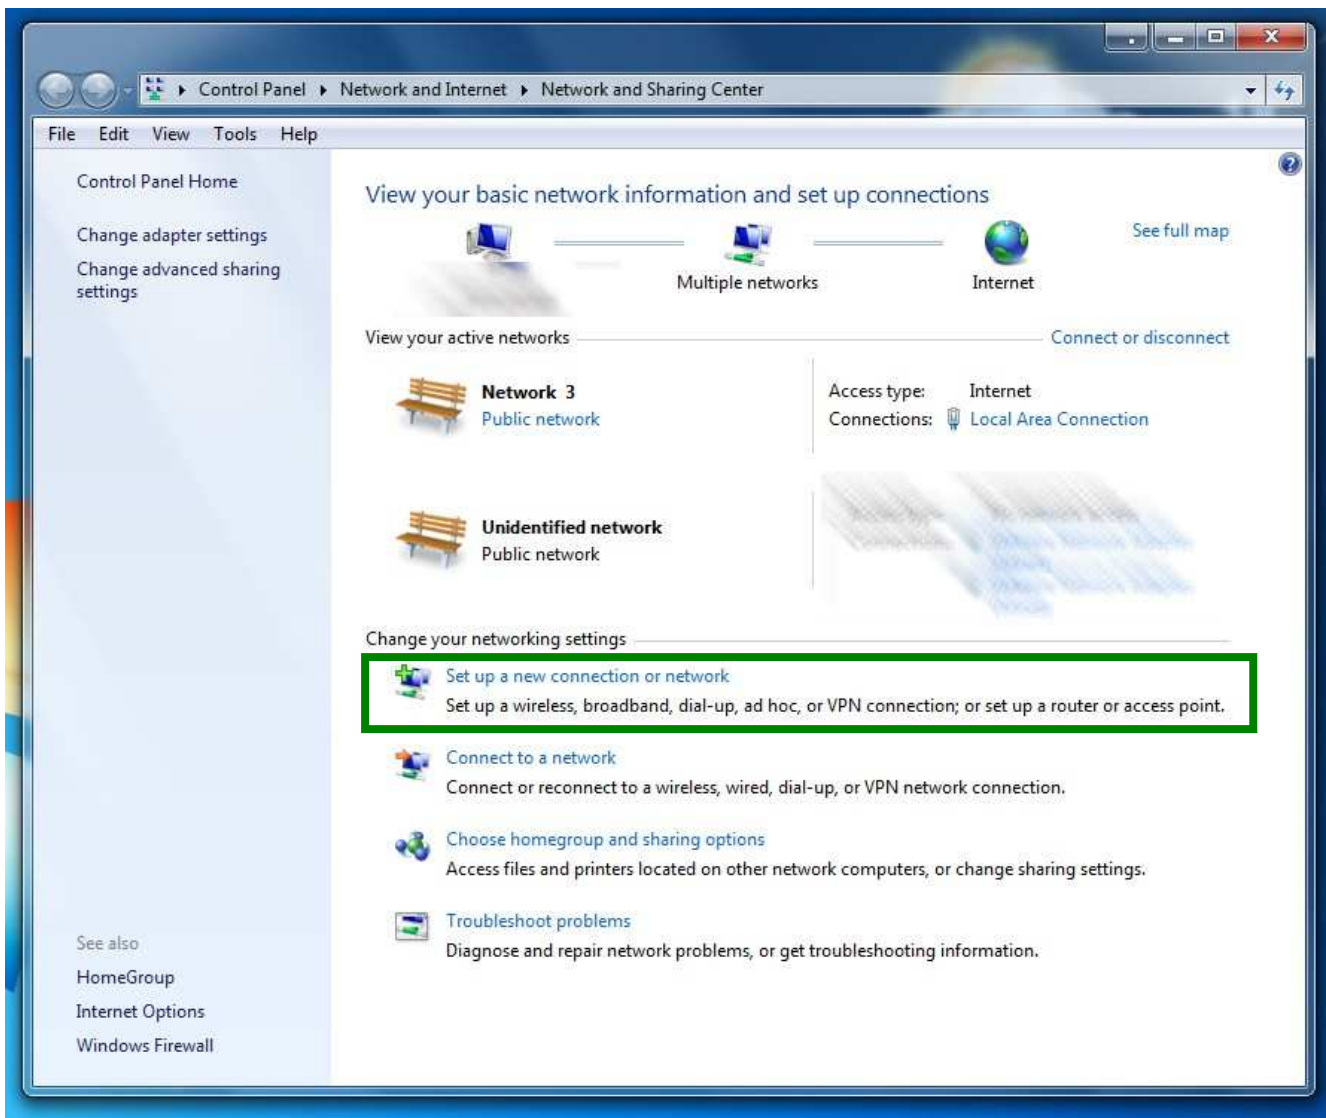 Control Panel ▸ Network and Internet ▸ Network and Sharing Center
File Edit View Tools Help
Control Panel Home
Change adapter settings
Change advanced sharing
settings
View your basic network information and set up connections
See full map
Multiple networks
Internet
View your active networks
Connect or disconnect
Network 3
Public network
Access type: Internet
Connections: Local Area Connection
Unidentified network
Public network
Change your networking settings
Set up a new connection or network
Set up a wireless, broadband, dial-up, ad hoc, or VPN connection; or set up a router or access point.
Connect to a network
Connect or reconnect to a wireless, wired, dial-up, or VPN network connection.
Choose homegroup and sharing options
Access files and printers located on other network computers, or change sharing settings.
Troubleshoot problems
Diagnose and repair network problems, or get troubleshooting information.
See also
HomeGroup
Internet Options
Windows Firewall